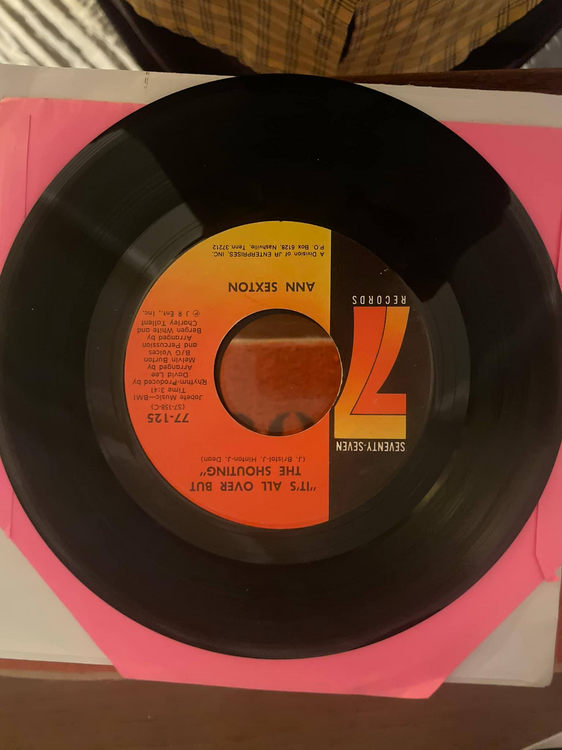 SEVENTY-SEVEN
7
RECORDS
"IT'S ALL OVER BUT
THE SHOUTING"
(J. Bristol-J. Hinton-J. Dean)
77-125
(57-158-C)
Jobete Music—BMI
Time 3:41
Rhythm-Produced by
David Lee
Arranged by
Melvin Burton
B/G Voices
and Percussion
Arranged by
Bergen White and
Charley Tallent
℗ J R Ent., Inc.
ANN SEXTON
A Division of JR ENTERPRISES, INC.
P.O. Box 6126, Nashville, Tenn 37212